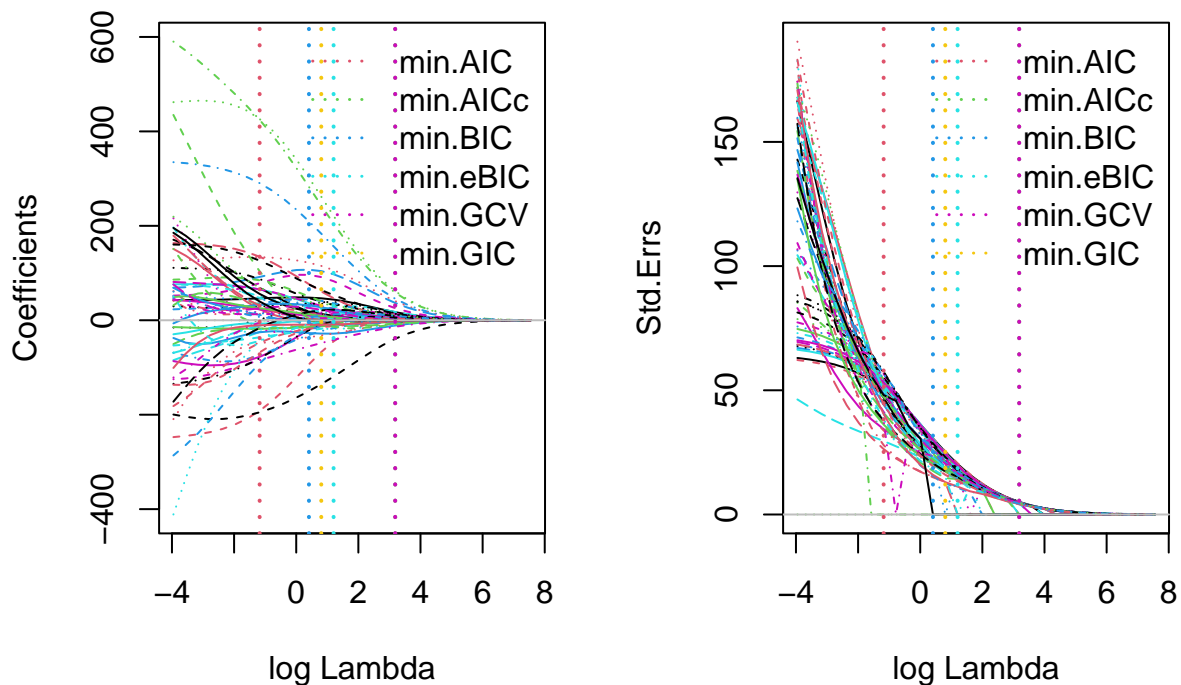 Coefficients
600
400
200
0
−400
−4
0
2
4
6
8
log Lambda
min.AIC
min.AICc
min.BIC
min.eBIC
min.GCV
min.GIC
Std.Errs
150
100
50
0
−4
0
2
4
6
8
log Lambda
min.AIC
min.AICc
min.BIC
min.eBIC
min.GCV
min.GIC